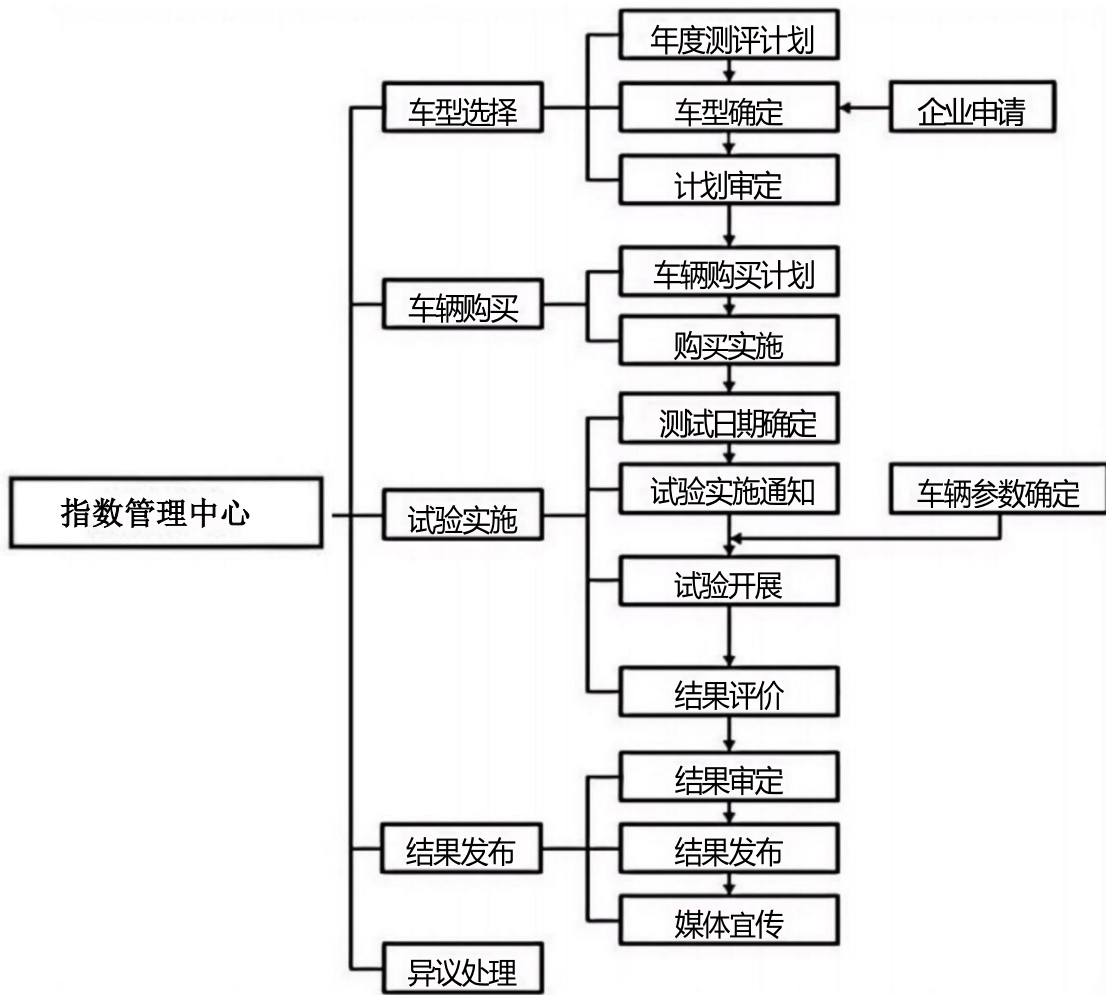 年度测评计划
车型选择
车型确定
企业申请
计划审定
车辆购买计划
车辆购买
购买实施
测试日期确定
试验实施通知
车辆参数确定
指数管理中心
试验实施
试验开展
结果评价
结果审定
结果发布
结果发布
媒体宣传
异议处理